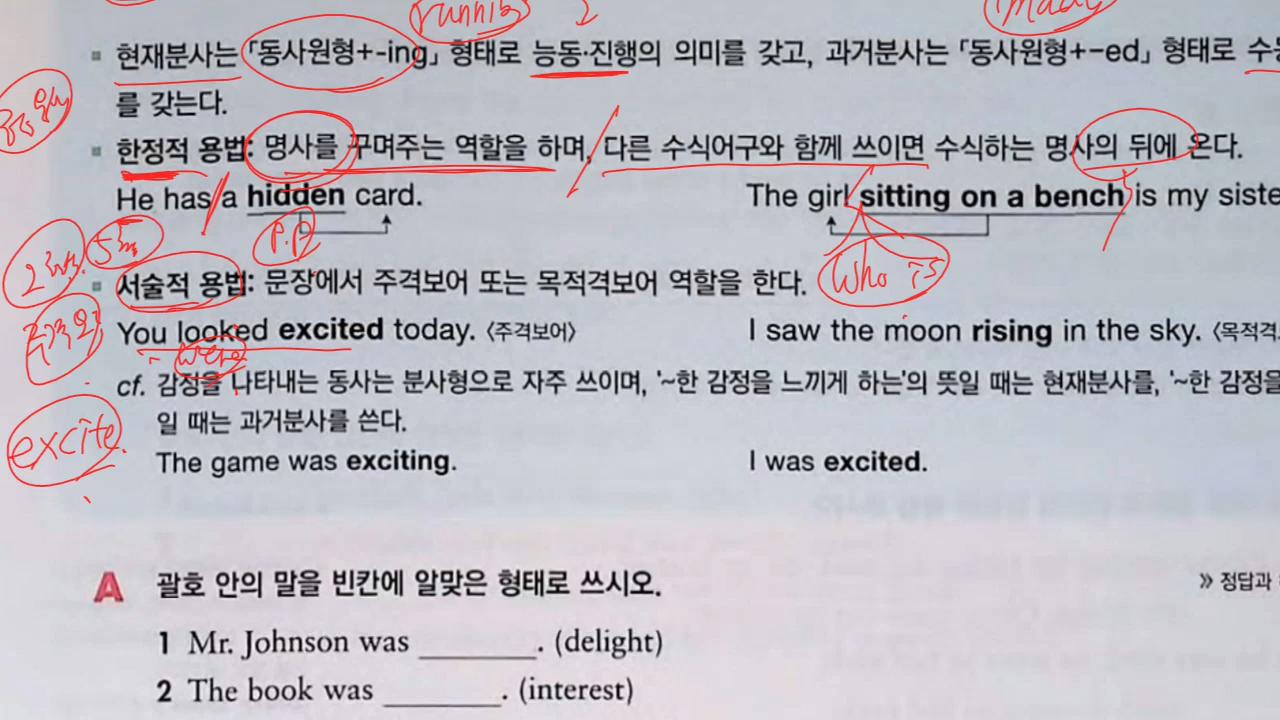 running 2
▪ 현재분사는 「동사원형+-ing」 형태로 능동·진행의 의미를 갖고, 과거분사는 「동사원형+-ed」 형태로
를 갖는다.
▪ 한정적 용법: 명사를 꾸며주는 역할을 하며, 다른 수식어구와 함께 쓰이면 수식하는 명사의 뒤에 온다.
He has a hidden card. The girl sitting on a bench is my siste
P.P
who is
▪ 서술적 용법: 문장에서 주격보어 또는 목적격보어 역할을 한다.
You looked excited today. 〈주격보어〉 I saw the moon rising in the sky. 〈목적격
were
cf. 감정을 나타내는 동사는 분사형으로 자주 쓰이며, '~한 감정을 느끼게 하는'의 뜻일 때는 현재분사를, '~한 감정을
일 때는 과거분사를 쓴다.
excite
The game was exciting. I was excited.
A 괄호 안의 말을 빈칸에 알맞은 형태로 쓰시오. » 정답과
1 Mr. Johnson was ________. (delight)
2 The book was ________. (interest)